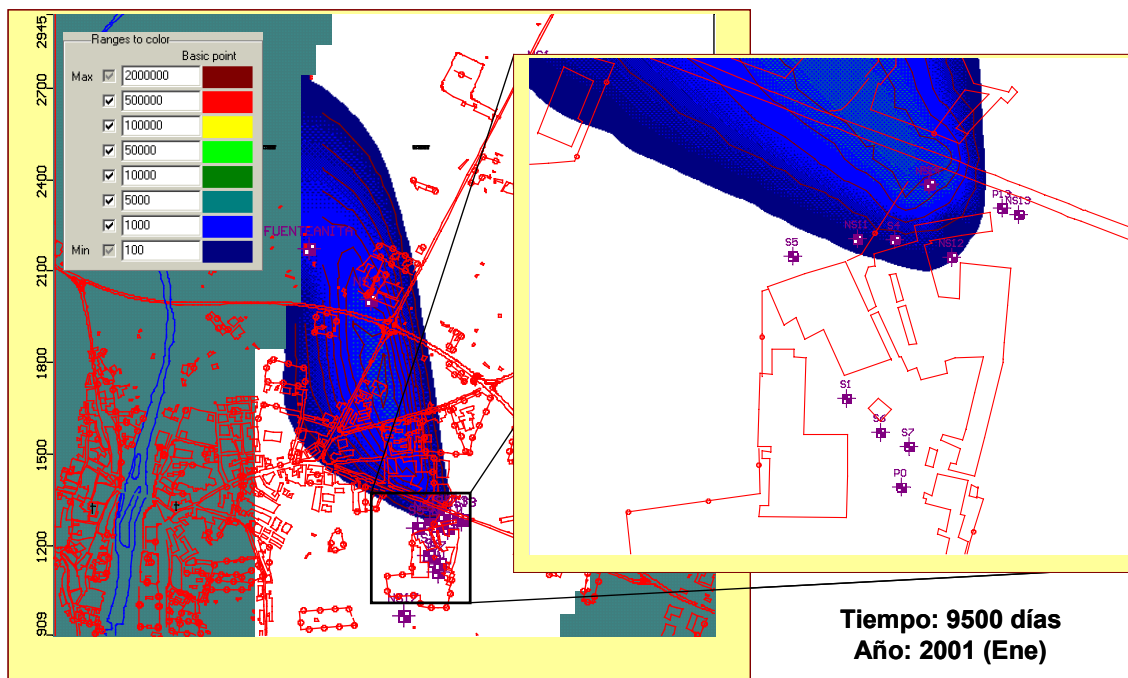 2945
2700
2400
2100
1800
1500
1200
909
Ranges to color
Basic point
Max 2000000
500000
100000
50000
10000
5000
1000
Min 100
FUENTEANITA
NS12
S5
NS11
S4
NS12
P13
NS13
S1
S6
S7
P0
Tiempo: 9500 días
Año: 2001 (Ene)